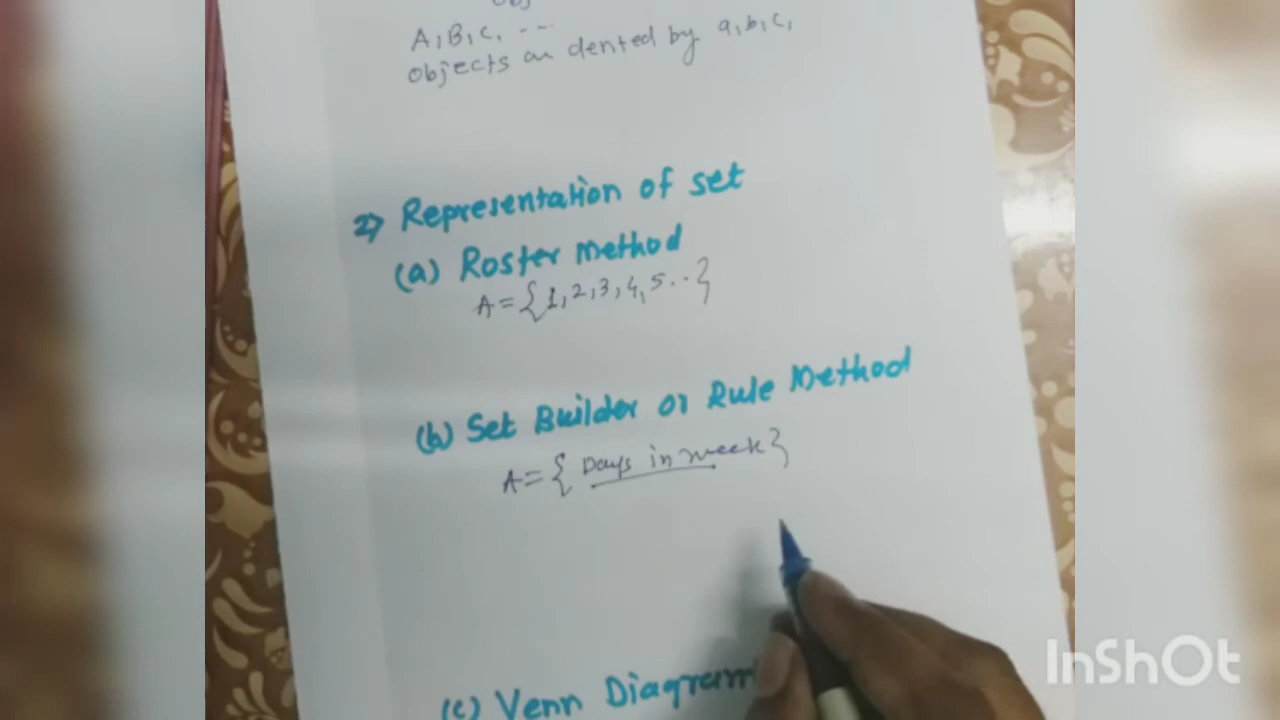 A, B, C, ...
objects an dented by a, b, c,
2) Representation of set
(a) Roster method
A = {1, 2, 3, 4, 5 . . }
(b) Set Builder or Rule Method
A = { Days in week }
(c) Venn Diagram
InShOt